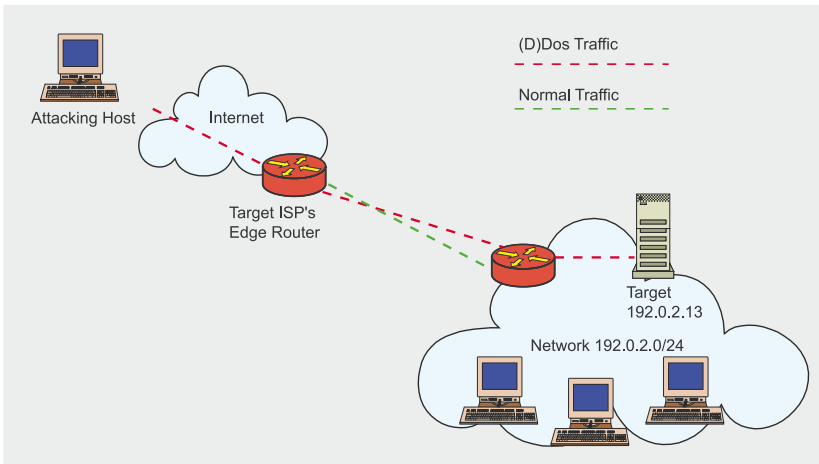 (D)Dos Traffic
Normal Traffic
Attacking Host
Internet
Target ISP's
Edge Router
Target
192.0.2.13
Network 192.0.2.0/24